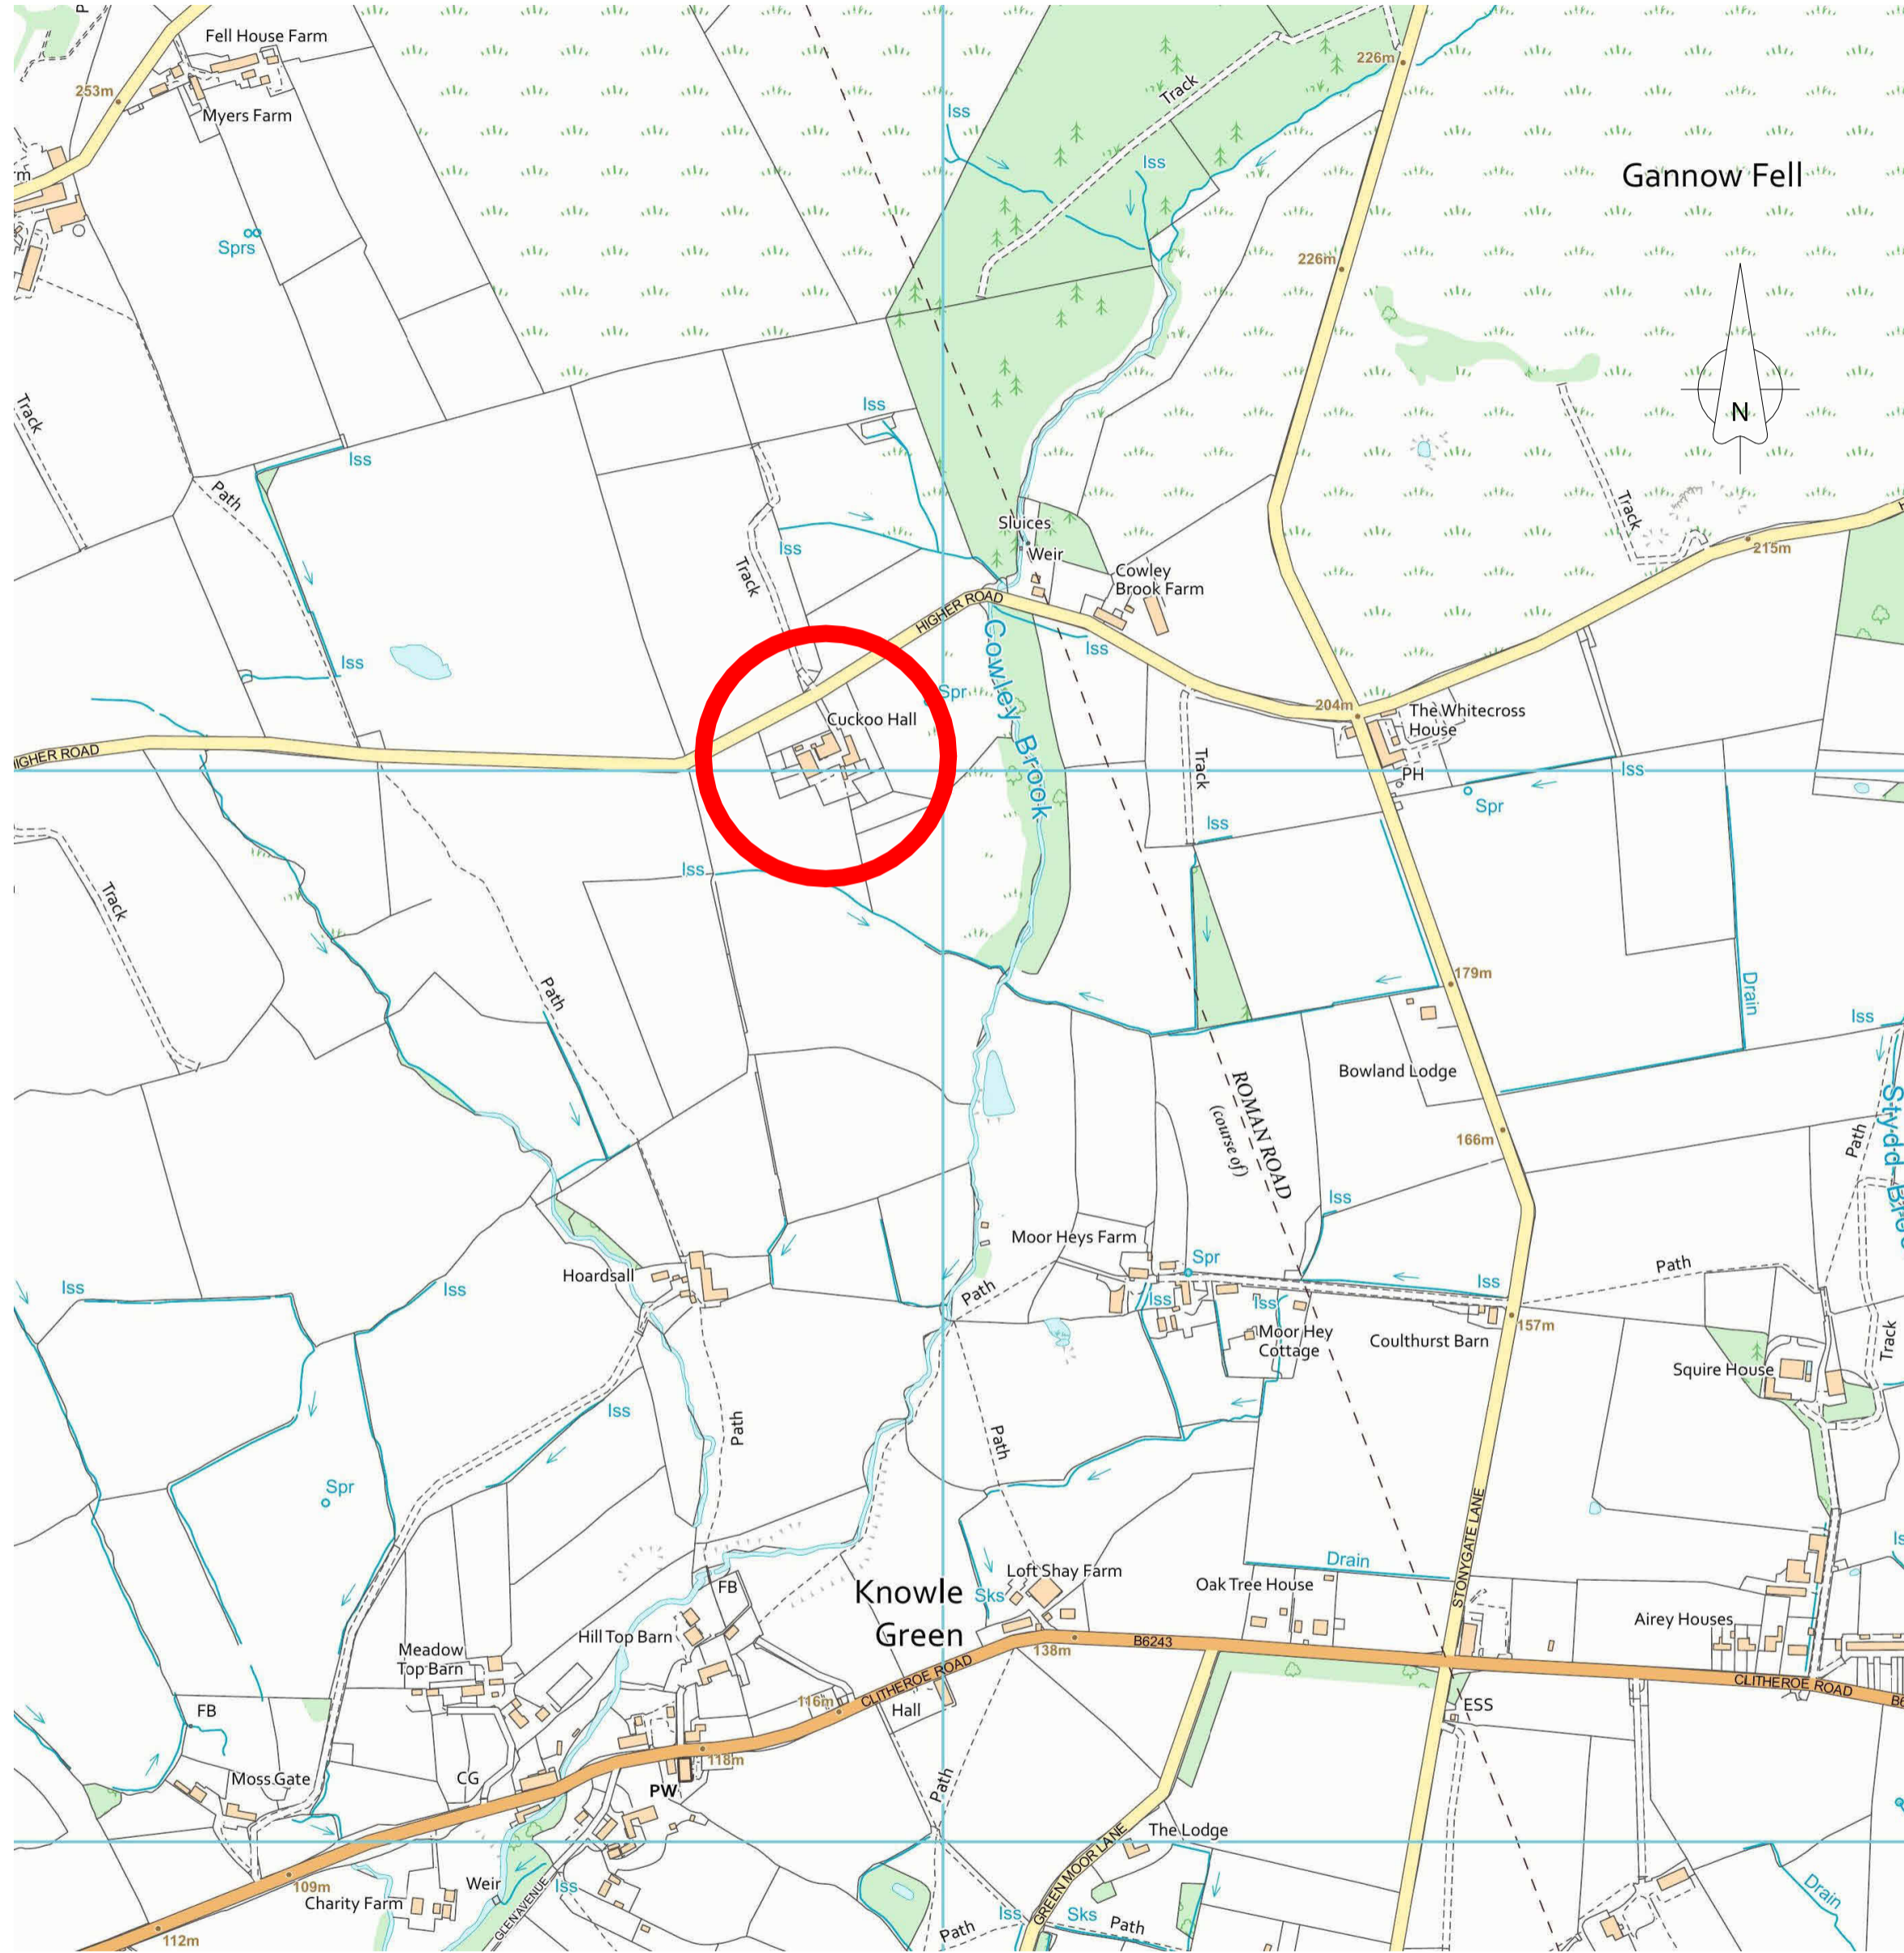 Fell House Farm
253m
Myers Farm
Sprs
Iss
Track
226m
Iss
Gannow Fell
226m
N
Track
Iss
Path
Iss
Iss
Track
Iss
Sluices
Weir
Cowley
Brook Farm
Track
215m
HIGHER ROAD
Iss
Cowley Brook
Spr
Cuckoo Hall
204m
The Whitecross
House
PH
HIGHER ROAD
Track
Iss
Spr
Iss
Iss
Track
Path
179m
Drain
Iss
Bowland Lodge
ROMAN ROAD
(course of)
166m
Path
Stydd Bro
Iss
Moor Heys Farm
Spr
Path
Hoardsall
Iss
Iss
Path
Iss
Iss
Iss
Moor Hey
Cottage
Coulthurst Barn
157m
Track
Squire House
Iss
Path
Path
Spr
STONYGATE LANE
Drain
Loft Shay Farm
Oak Tree House
Sks
FB
Knowle
Green
Airey Houses
Hill Top Barn
Meadow
Top Barn
138m
B6243
CLITHEROE ROAD
CLITHEROE ROAD
116m
Hall
ESS
FB
118m
Moss Gate
CG
PW
Path
The Lodge
GREEN MOOR LANE
109m
Charity Farm
Weir
Iss
GLEN AVENUE
Drain
Iss
Sks
Path
Path
112m